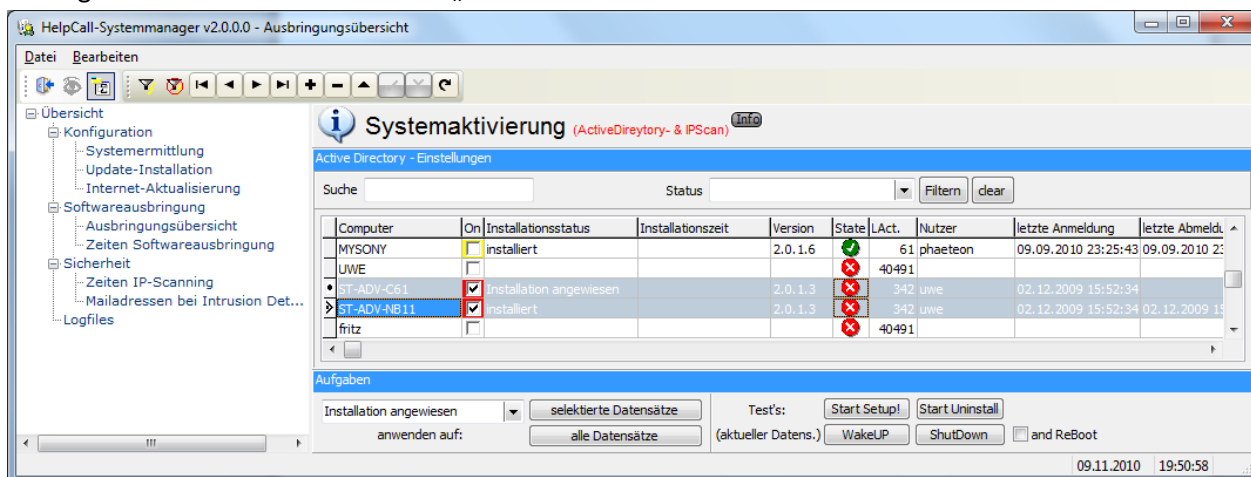 HelpCall-Systemmanager v2.0.0.0 - Ausbringungsübersicht
Datei Bearbeiten
Übersicht
Konfiguration
Systemermittlung
Update-Installation
Internet-Aktualisierung
Softwareausbringung
Ausbringungsübersicht
Zeiten Softwareausbringung
Sicherheit
Zeiten IP-Scanning
Mailadressen bei Intrusion Det...
Logfiles
Systemaktivierung (ActiveDireytory- & IPScan) Info
Active Directory - Einstellungen
Suche Status Filtern clear
Computer On Installationsstatus Installationszeit Version State LAct. Nutzer letzte Anmeldung letzte Abmeldu
MYSONY installiert 2.0.1.6 61 phaeteon 09.09.2010 23:25:43 09.09.2010 23
UWE 40491
ST-ADV-C61 Installation angewiesen 2.0.1.3 342 uwe 02.12.2009 15:52:34
ST-ADV-NB11 installiert 2.0.1.3 342 uwe 02.12.2009 15:52:34 02.12.2009 15
fritz 40491
Aufgaben
Installation angewiesen selektierte Datensätze Test's: Start Setup! Start Uninstall
anwenden auf: alle Datensätze (aktueller Datens.) WakeUP ShutDown and ReBoot
09.11.2010 19:50:58